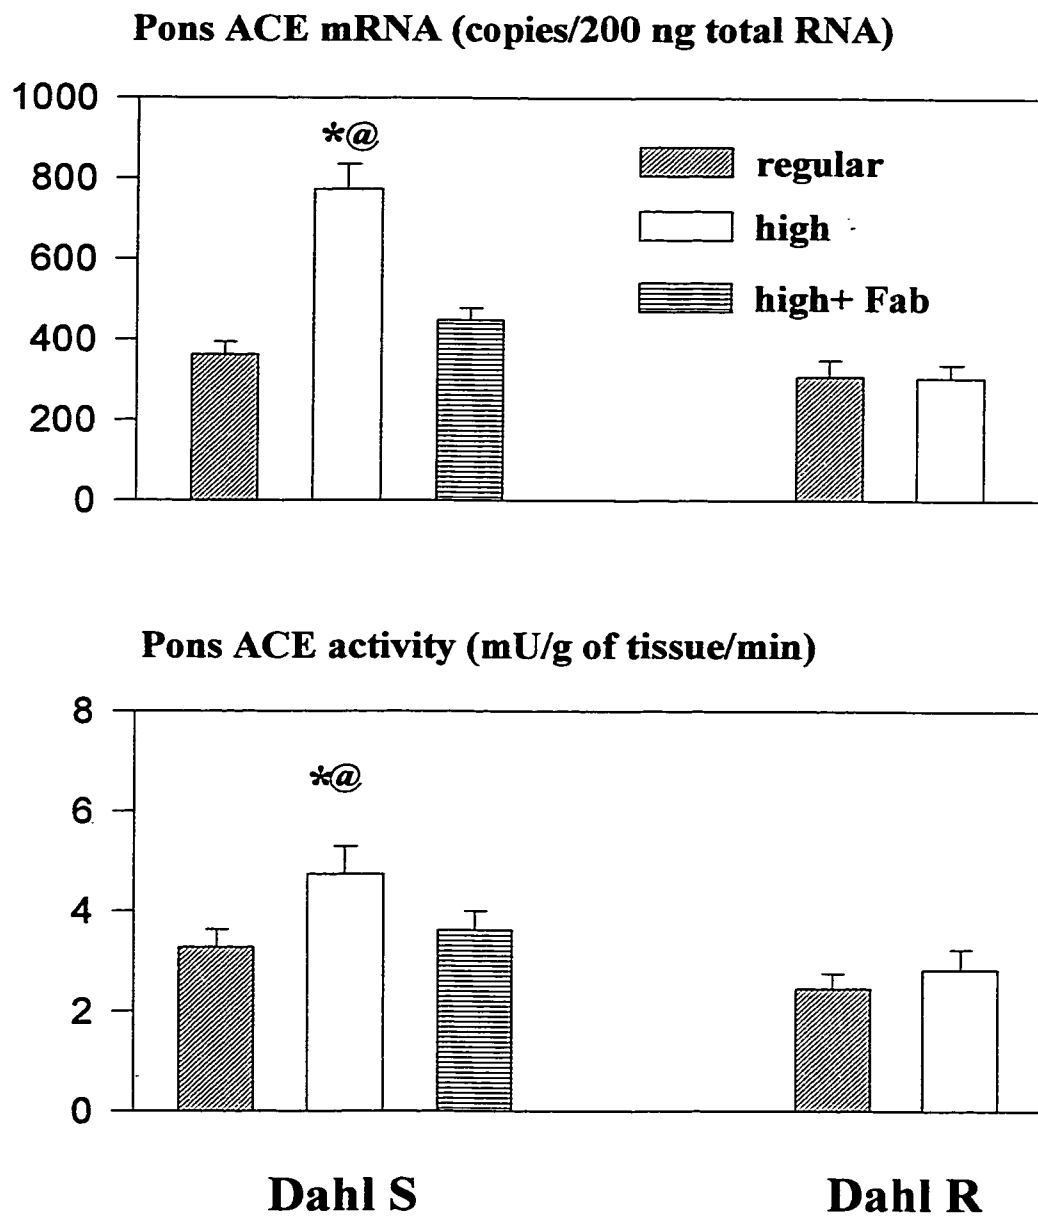 Pons ACE mRNA (copies/200 ng total RNA)
1000
*@
800
regular
600
high
high+ Fab
400
200
0
Pons ACE activity (mU/g of tissue/min)
8
*@
6
4
2
0
Dahl S
Dahl R